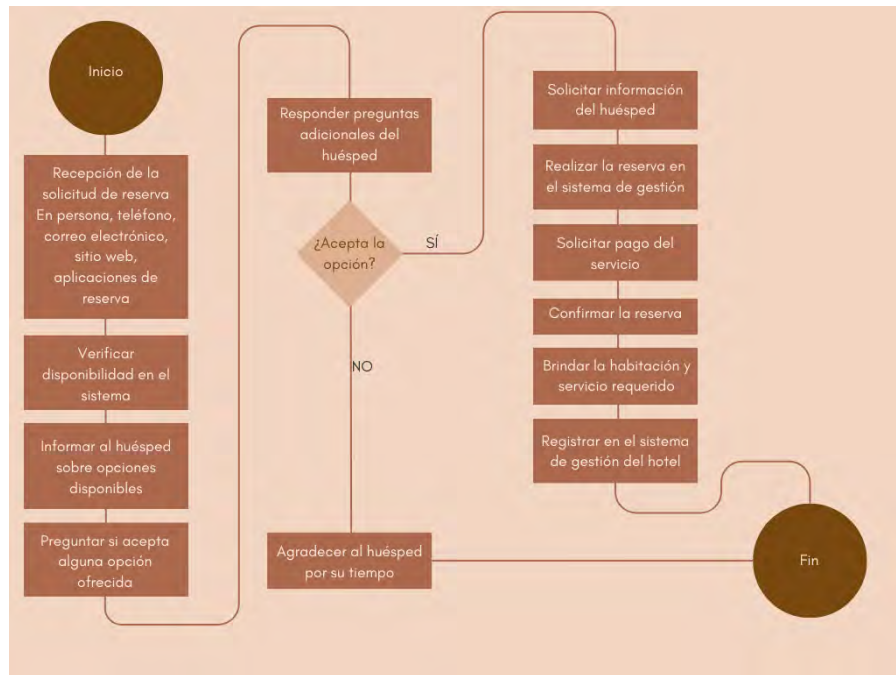 Inicio
Recepción de la
solicitud de reserva
En persona, teléfono,
correo electrónico,
sitio web,
aplicaciones de
reserva
Verificar
disponibilidad en el
sistema
Informar al huésped
sobre opciones
disponibles
Preguntar si acepta
alguna opción
ofrecida
Responder preguntas
adicionales del
huésped
¿Acepta la
opción?
SÍ
NO
Agradecer al huésped
por su tiempo
Solicitar información
del huésped
Realizar la reserva en
el sistema de gestión
Solicitar pago del
servicio
Confirmar la reserva
Brindar la habitación y
servicio requerido
Registrar en el sistema
de gestión del hotel
Fin